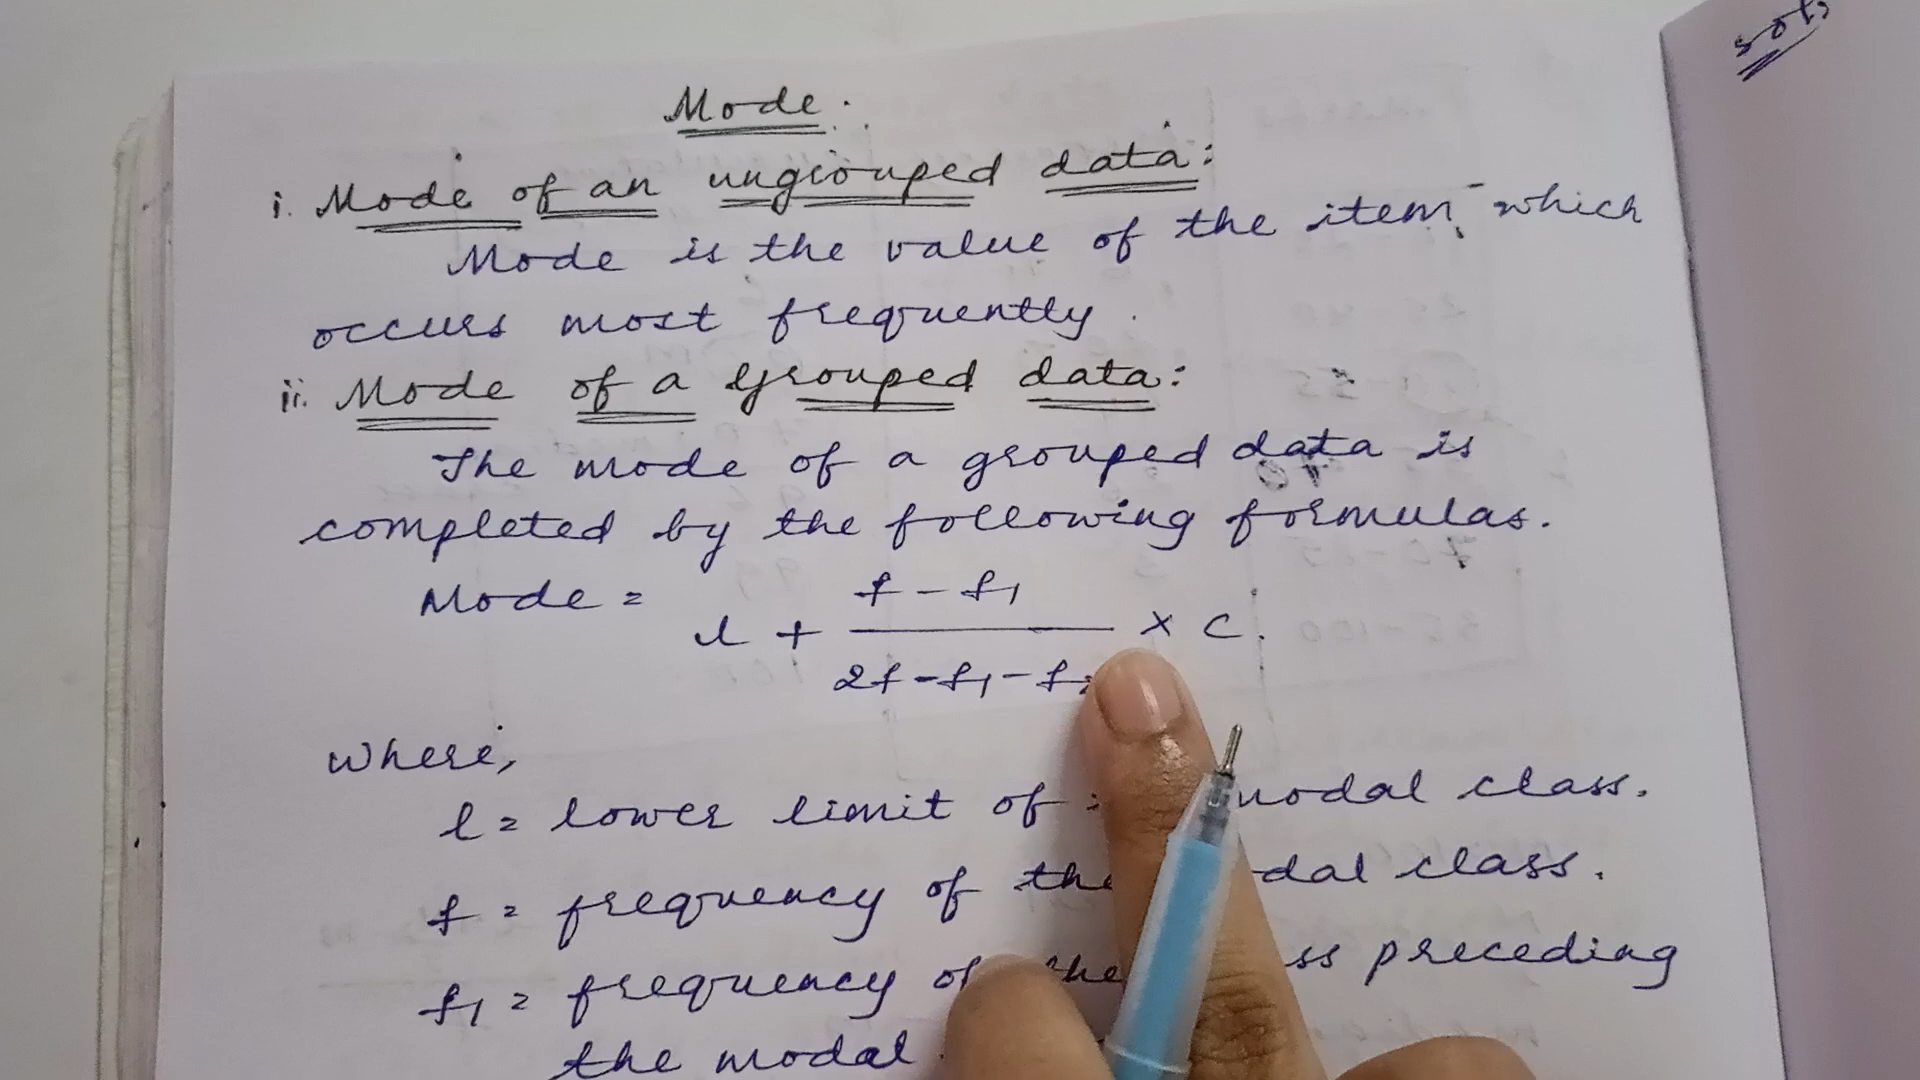 Mode.
i. Mode of an ungrouped data:
Mode is the value of the item which
occurs most frequently.
ii. Mode of a Grouped data:
The mode of a grouped data is
completed by the following formulas.
Mode =
l + f - f1 / 2f - f1 - f × c.
where,
l = lower limit of modal class.
f = frequency of the class.
f1 = frequency of the preceding
the modal